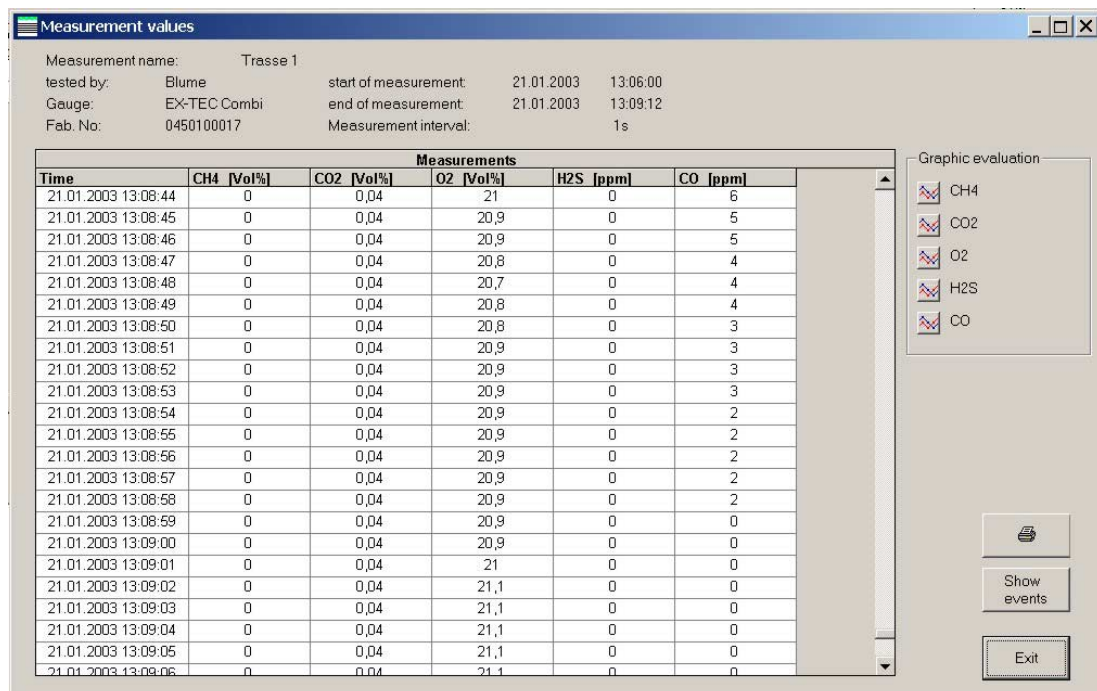 Measurement values
Measurement name: Trasse 1
tested by: Blume start of measurement: 21.01.2003 13:06:00
Gauge: EX-TEC Combi end of measurement: 21.01.2003 13:09:12
Fab. No: 0450100017 Measurement interval: 1s
Measurements
Time CH4 [Vol%] CO2 [Vol%] O2 [Vol%] H2S [ppm] CO [ppm]
21.01.2003 13:08:44 0 0,04 21 0 6
21.01.2003 13:08:45 0 0,04 20,9 0 5
21.01.2003 13:08:46 0 0,04 20,9 0 5
21.01.2003 13:08:47 0 0,04 20,8 0 4
21.01.2003 13:08:48 0 0,04 20,7 0 4
21.01.2003 13:08:49 0 0,04 20,8 0 4
21.01.2003 13:08:50 0 0,04 20,8 0 3
21.01.2003 13:08:51 0 0,04 20,9 0 3
21.01.2003 13:08:52 0 0,04 20,9 0 3
21.01.2003 13:08:53 0 0,04 20,9 0 3
21.01.2003 13:08:54 0 0,04 20,9 0 2
21.01.2003 13:08:55 0 0,04 20,9 0 2
21.01.2003 13:08:56 0 0,04 20,9 0 2
21.01.2003 13:08:57 0 0,04 20,9 0 2
21.01.2003 13:08:58 0 0,04 20,9 0 2
21.01.2003 13:08:59 0 0,04 20,9 0 0
21.01.2003 13:09:00 0 0,04 20,9 0 0
21.01.2003 13:09:01 0 0,04 21 0 0
21.01.2003 13:09:02 0 0,04 21,1 0 0
21.01.2003 13:09:03 0 0,04 21,1 0 0
21.01.2003 13:09:04 0 0,04 21,1 0 0
21.01.2003 13:09:05 0 0,04 21,1 0 0
21.01.2003 13:09:06 0 0,04 21,1 0 0
Graphic evaluation
CH4
CO2
O2
H2S
CO
Show
events
Exit